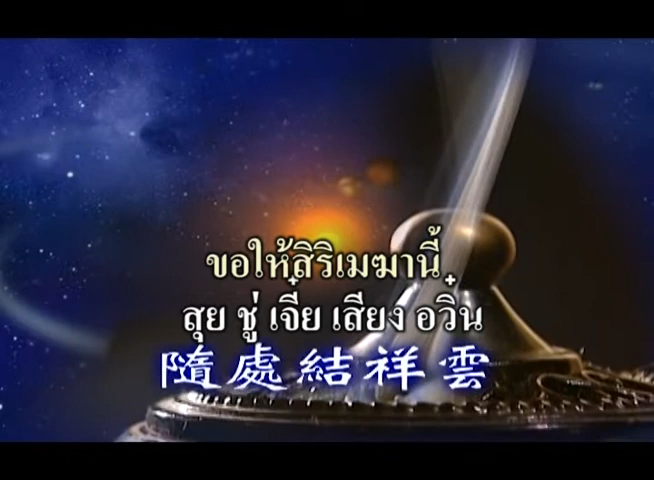 ขอให้สิริเมฆานี้
สุย ชู่ เจี๋ย เสียง อวิ๋น
隨處結祥雲